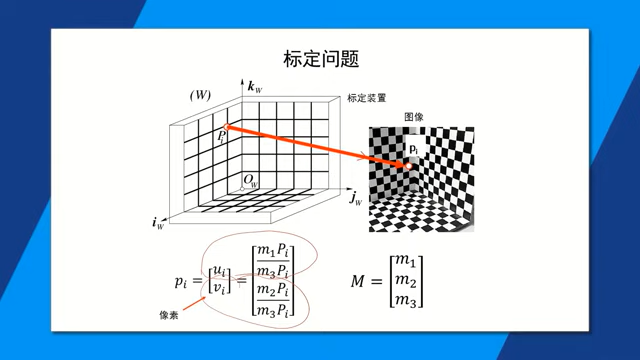 标定问题
k_W
(W)
标定装置
图像
P_i
p_i
O_W
j_W
i_W
p_i = [u_i v_i] = [m_1 P_i / m_3 P_i m_2 P_i / m_3 P_i]
M = [m_1 m_2 m_3]
像素